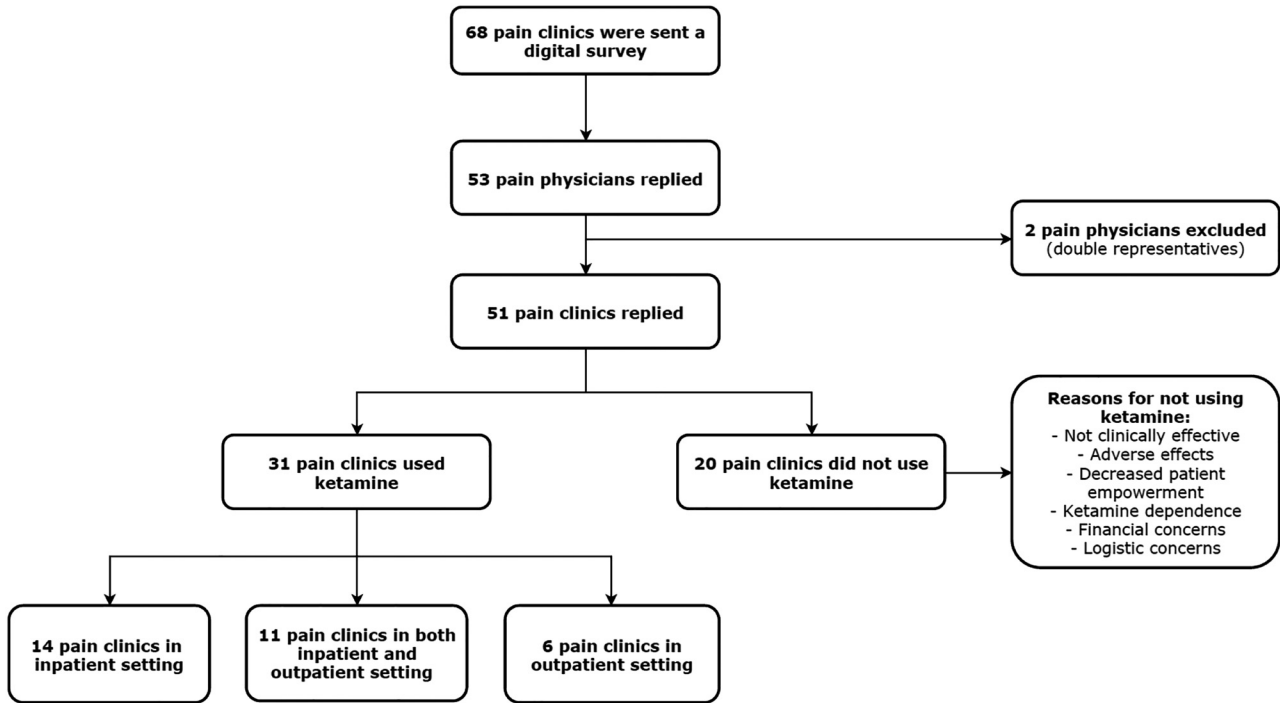 68 pain clinics were sent a
digital survey
53 pain physicians replied
2 pain physicians excluded
(double representatives)
51 pain clinics replied
31 pain clinics used
ketamine
20 pain clinics did not use
ketamine
Reasons for not using
ketamine:
- Not clinically effective
- Adverse effects
- Decreased patient
empowerment
- Ketamine dependence
- Financial concerns
- Logistic concerns
14 pain clinics in
inpatient setting
11 pain clinics in both
inpatient and
outpatient setting
6 pain clinics in
outpatient setting